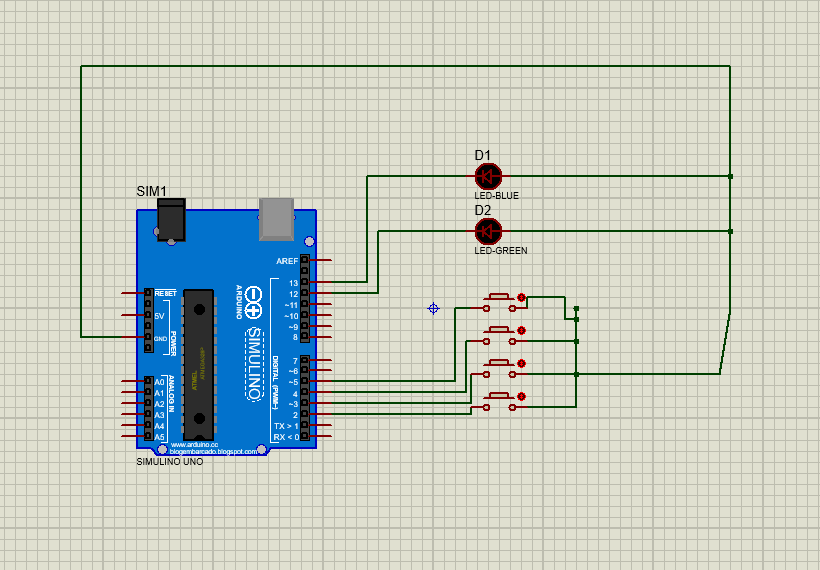 SIM1
D1
LED-BLUE
D2
LED-GREEN
AREF
13
12
~11
~10
~9
8
7
~6
~5
4
~3
2
TX > 1
RX < 0
DIGITAL (PWM~)
ARDUINO
SIMULINO
RESET
5V
GND
POWER
A0
A1
A2
A3
A4
A5
ANALOG IN
ATMEL
www.arduino.cc
blogembarcado.blogspot.com
SIMULINO UNO